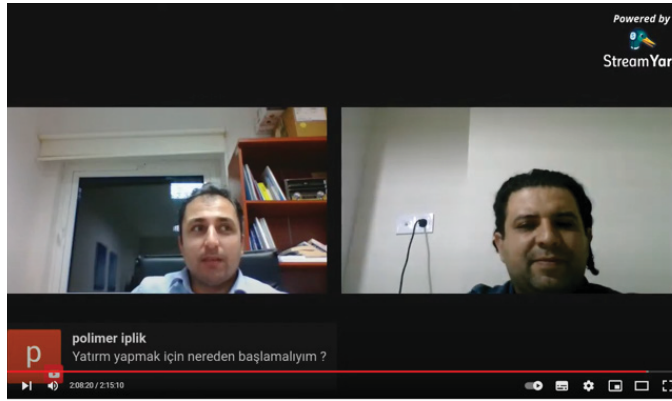 Powered by
StreamYar
polimer iplik
p
Yatırm yapmak için nereden başlamalıyım ?
2:08:20 / 2:15:10